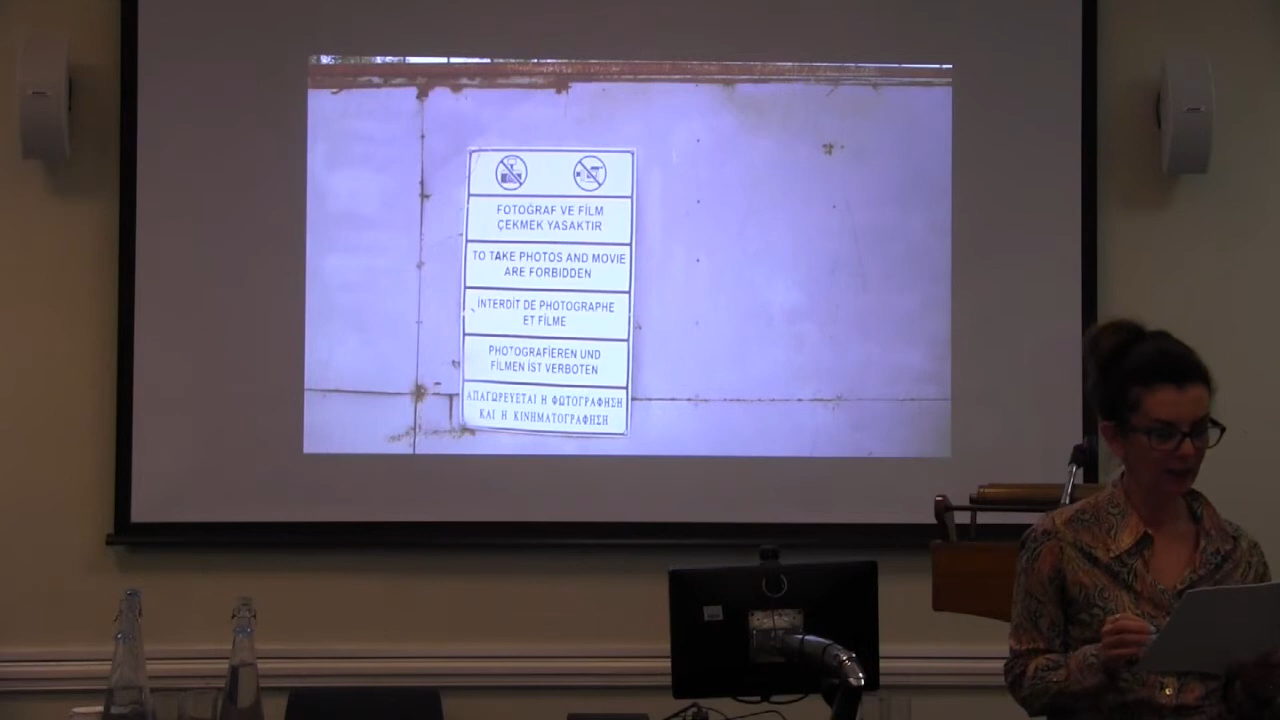 FOTOĞRAF VE FİLM
ÇEKMEK YASAKTIR
TO TAKE PHOTOS AND MOVIE
ARE FORBIDDEN
İNTERDİT DE PHOTOGRAPHE
ET FİLME
PHOTOGRAFİEREN UND
FİLMEN İST VERBOTEN
ΑΠΑΓΩΡΕΥΕΤΑΙ Η ΦΩΤΟΓΡΑΦΗΣΗ
ΚΑΙ Η ΚΙΝΗΜΑΤΟΓΡΑΦΗΣΗ